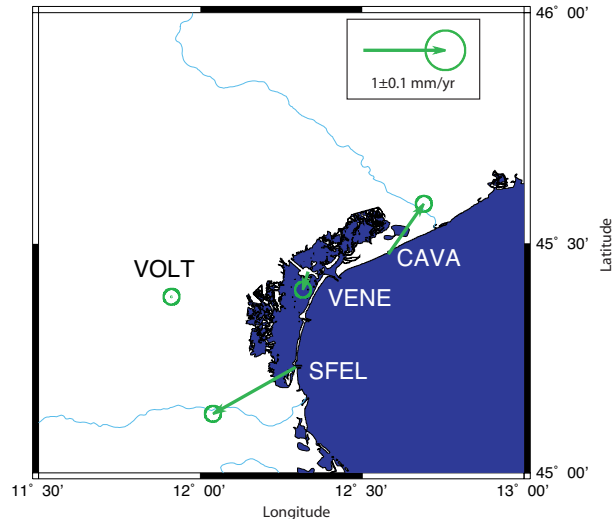 46° 00'
1±0.1 mm/yr
45° 30'
Latitude
CAVA
VOLT
VENE
SFEL
45° 00'
11° 30'
12° 00'
12° 30'
13° 00'
Longitude